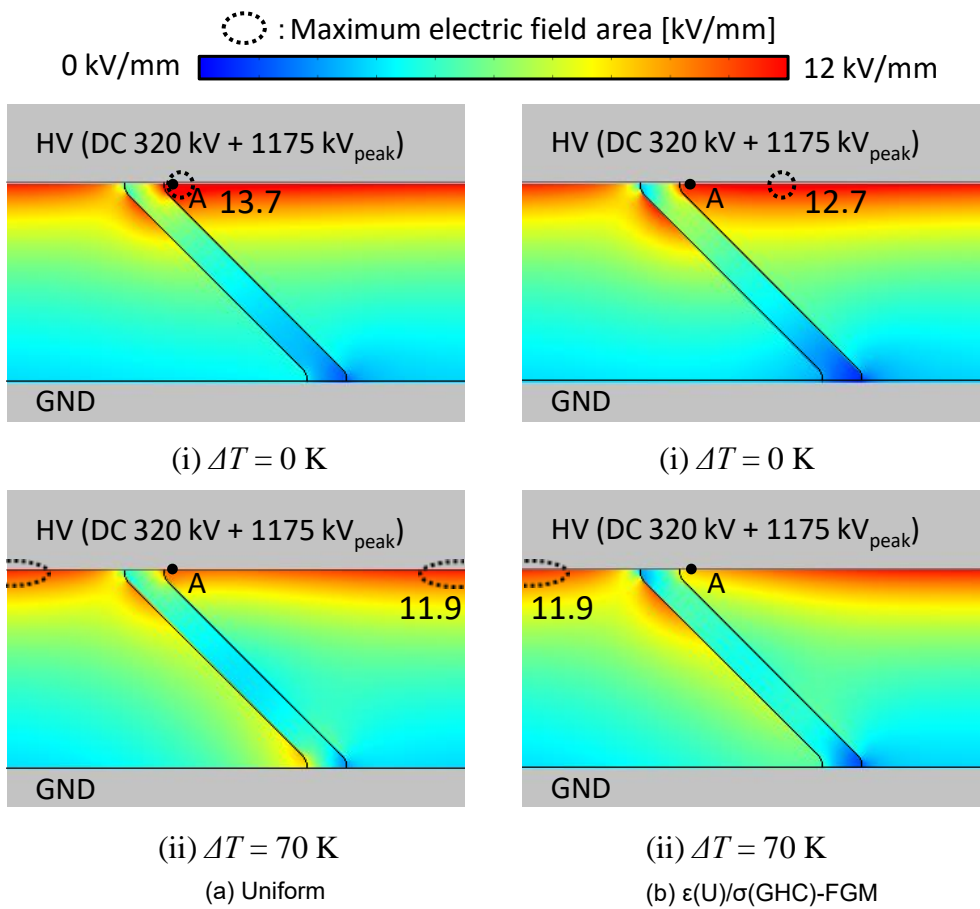 : Maximum electric field area [kV/mm]
0 kV/mm 12 kV/mm
HV (DC 320 kV + 1175 kVpeak)
A
13.7
GND
(i) ΔT = 0 K
HV (DC 320 kV + 1175 kVpeak)
A
12.7
GND
(i) ΔT = 0 K
HV (DC 320 kV + 1175 kVpeak)
A
11.9
GND
(ii) ΔT = 70 K
(a) Uniform
HV (DC 320 kV + 1175 kVpeak)
A
11.9
GND
(ii) ΔT = 70 K
(b) ε(U)/σ(GHC)-FGM